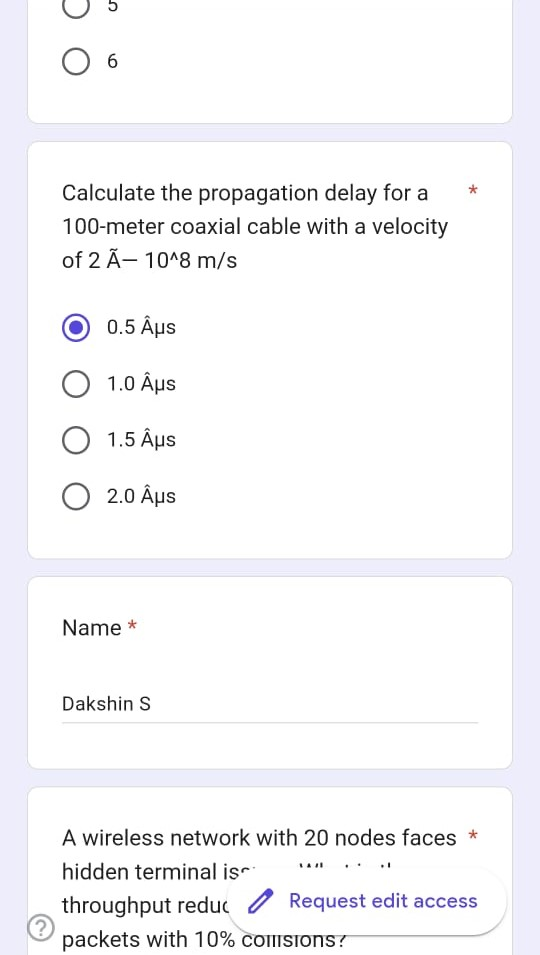 5
6
Calculate the propagation delay for a *
100-meter coaxial cable with a velocity
of 2 Ã— 10^8 m/s
0.5 Âµs
1.0 Âµs
1.5 Âµs
2.0 Âµs
Name *
Dakshin S
A wireless network with 20 nodes faces *
hidden terminal
throughput
Request edit access
packets with 10% collisions?